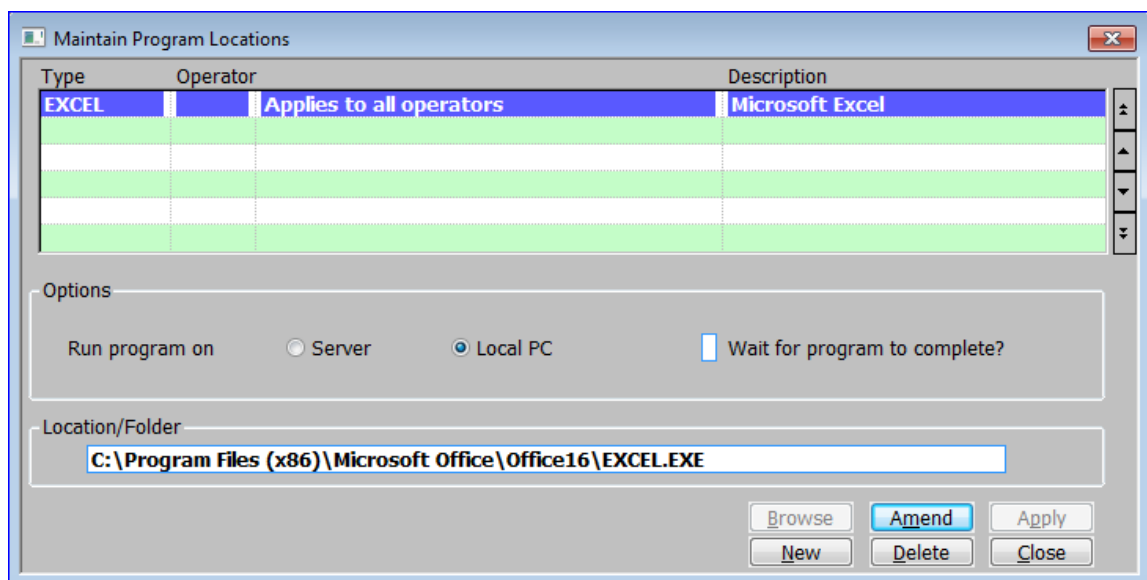 Maintain Program Locations
Type Operator Description
EXCEL Applies to all operators Microsoft Excel
Options
Run program on Server Local PC Wait for program to complete?
Location/Folder
C:\Program Files (x86)\Microsoft Office\Office16\EXCEL.EXE
Browse Amend Apply
New Delete Close